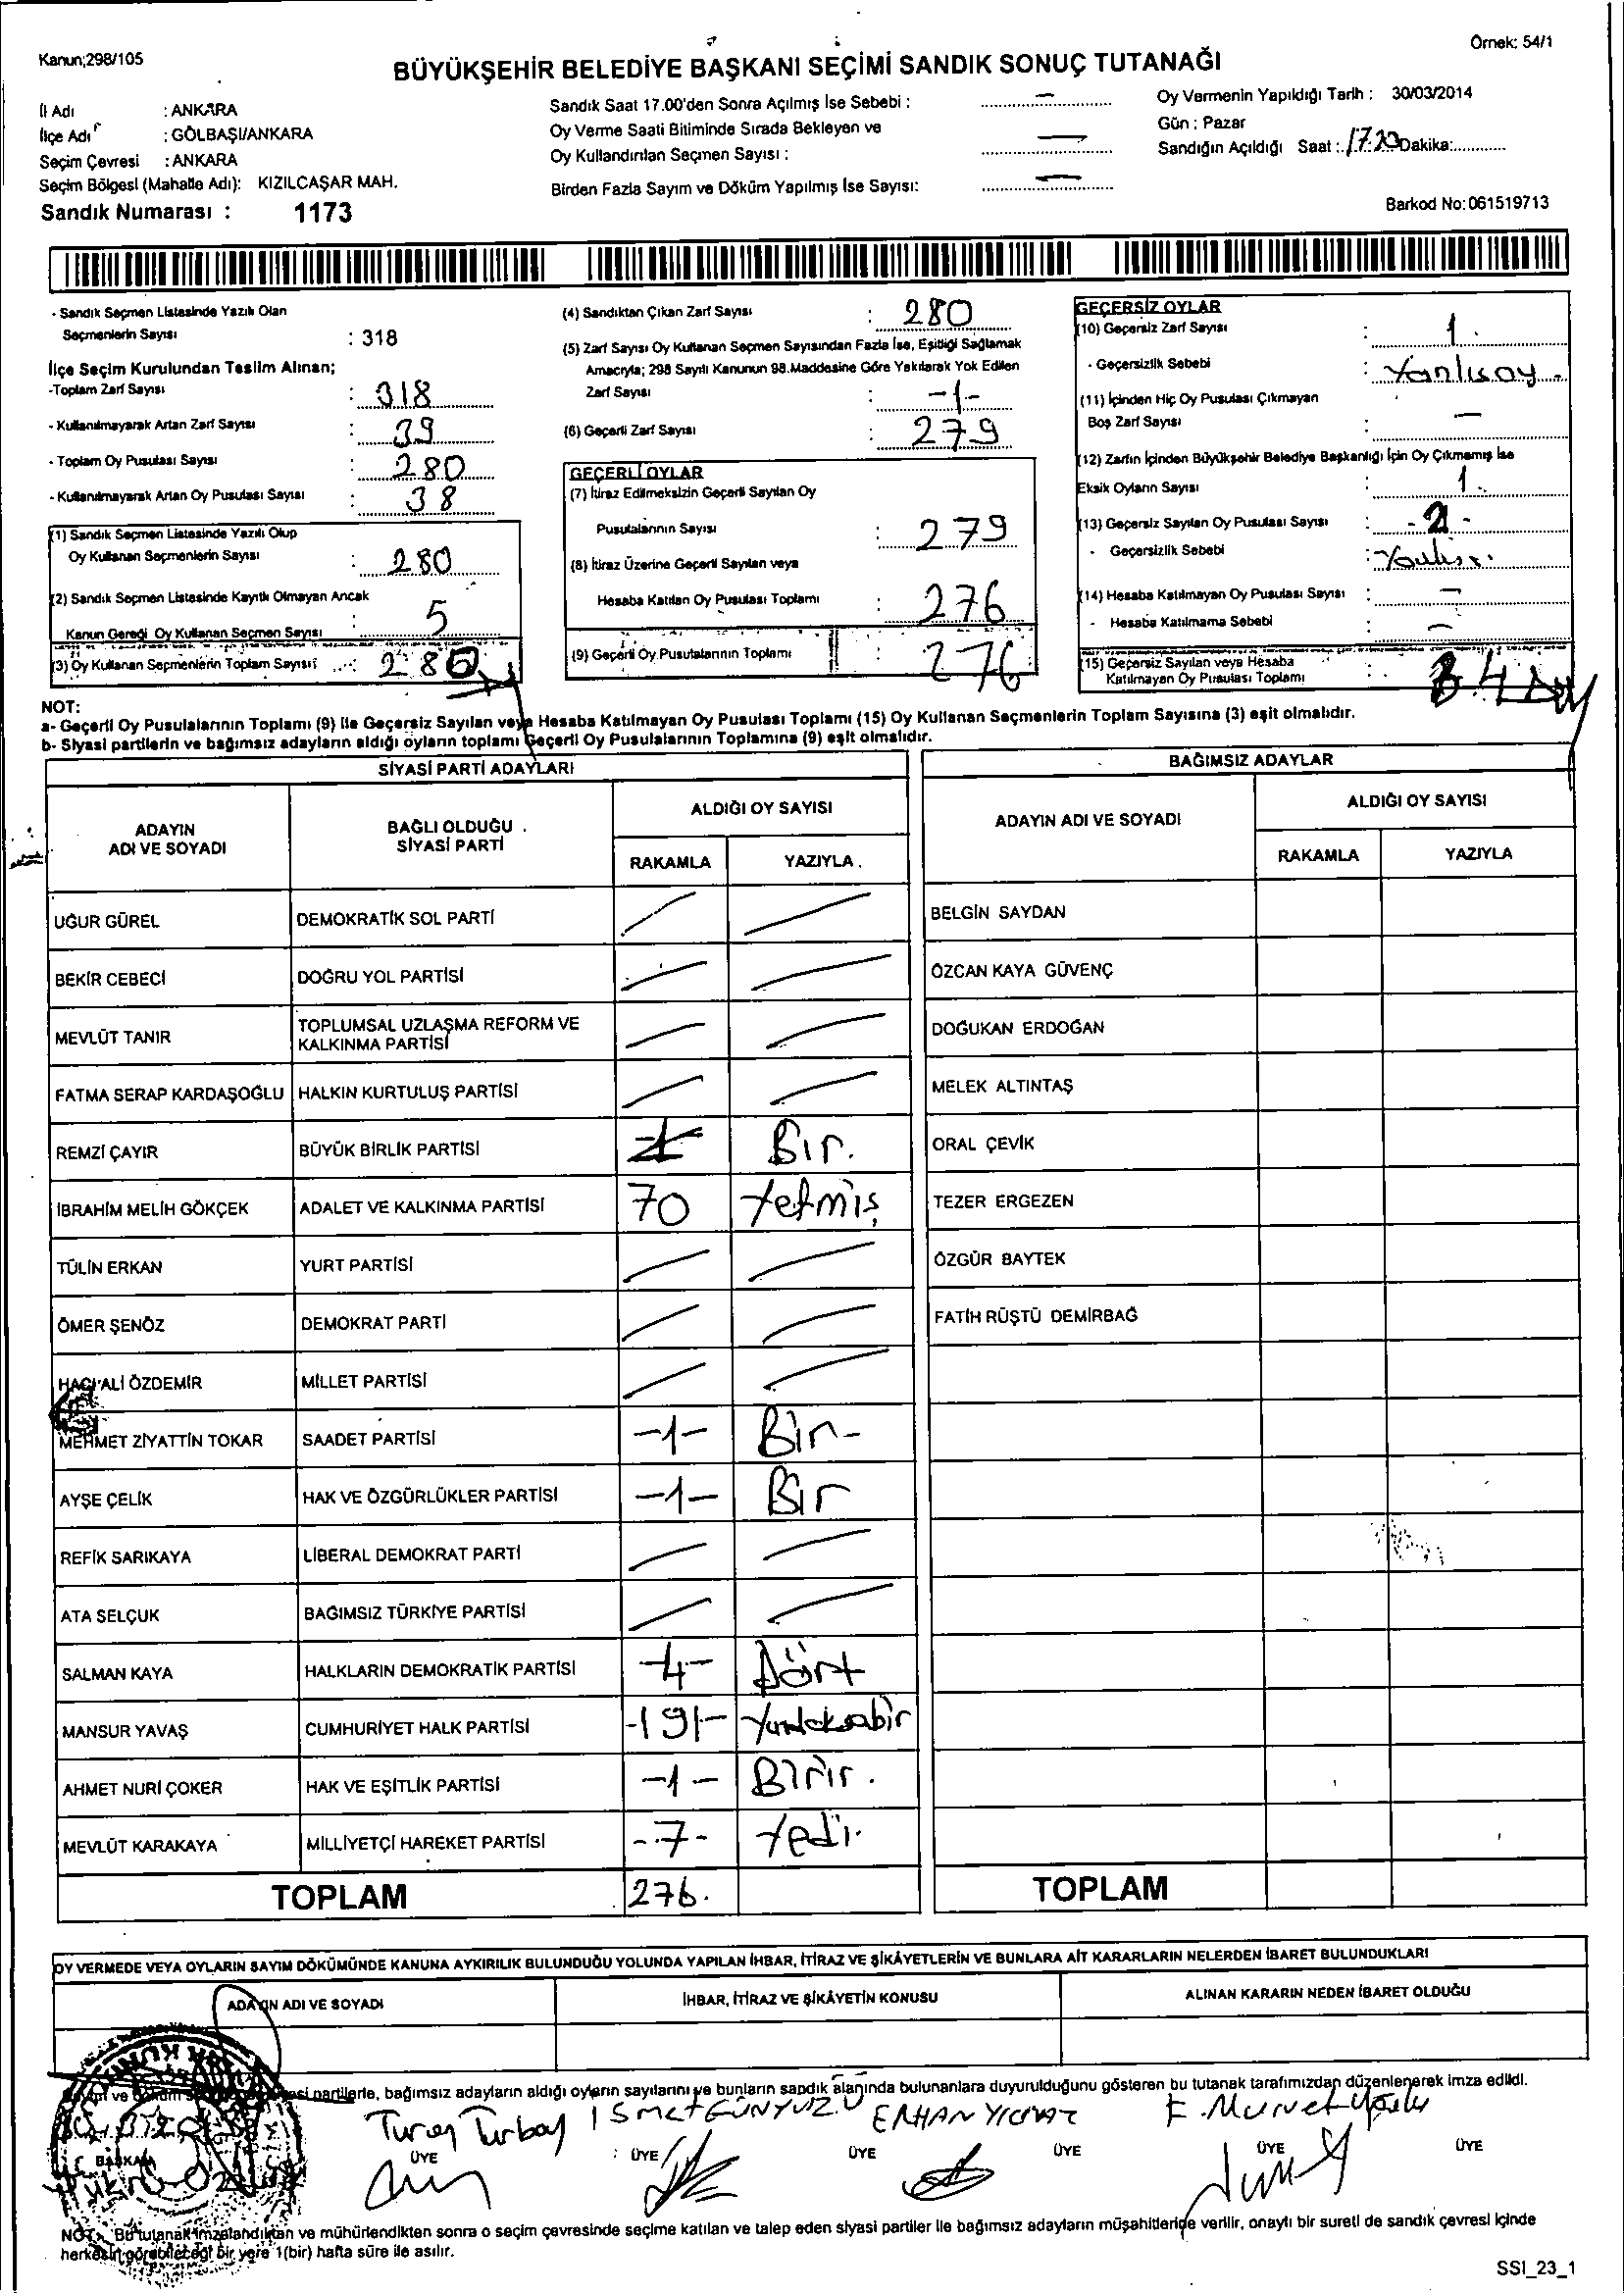 Kanun;298/105
Örnek: 54/1
BÜYÜKŞEHİR BELEDİYE BAŞKANI SEÇİMİ SANDIK SONUÇ TUTANAĞI
İl Adı : ANKARA
İlçe Adı : GÖLBAŞI/ANKARA
Seçim Çevresi : ANKARA
Seçim Bölgesi (Mahalle Adı): KIZILCAŞAR MAH.
Sandık Numarası : 1173
Sandık Saat 17.00'den Sonra Açılmış İse Sebebi : –
Oy Verme Saati Bitiminde Sırada Bekleyen ve
Oy Kullandırılan Seçmen Sayısı : –
Birden Fazla Sayım ve Döküm Yapılmış İse Sayısı: –
Oy Vermenin Yapıldığı Tarih : 30/03/2014
Gün : Pazar
Sandığın Açıldığı Saat : 17.20 Dakika:
Barkod No: 061519713
- Sandık Seçmen Listesinde Yazılı Olan
Seçmenlerin Sayısı : 318
İlçe Seçim Kurulundan Teslim Alınan;
-Toplam Zarf Sayısı : 318
- Kullanılmayarak Artan Zarf Sayısı : 39
- Toplam Oy Pusulası Sayısı : 280
- Kullanılmayarak Artan Oy Pusulası Sayısı : 38
(1) Sandık Seçmen Listesinde Yazılı Olup
Oy Kullanan Seçmenlerin Sayısı : 280
(2) Sandık Seçmen Listesinde Kayıtlı Olmayan Ancak
Kanun Gereği Oy Kullanan Seçmen Sayısı : 5
(3) Oy Kullanan Seçmenlerin Toplam Sayısı : 280
(4) Sandıktan Çıkan Zarf Sayısı : 280
(5) Zarf Sayısı Oy Kullanan Seçmen Sayısından Fazla İse, Eşitliği Sağlamak
Amacıyla; 298 Sayılı Kanunun 98.Maddesine Göre Yakılarak Yok Edilen
Zarf Sayısı : -1-
(6) Geçerli Zarf Sayısı : 279
GEÇERLİ OYLAR
(7) İtiraz Edilmeksizin Geçerli Sayılan Oy
Pusulalarının Sayısı : 279
(8) İtiraz Üzerine Geçerli Sayılan veya
Hesaba Katılan Oy Pusulası Toplamı : 276
(9) Geçerli Oy Pusulalarının Toplamı : 276
GEÇERSİZ OYLAR
(10) Geçersiz Zarf Sayısı : 1.
- Geçersizlik Sebebi : Yanlısoy -
(11) İçinden Hiç Oy Pusulası Çıkmayan
Boş Zarf Sayısı : –
(12) Zarfın İçinden Büyükşehir Belediye Başkanlığı İçin Oy Çıkmamış İse
Eksik Oyların Sayısı : 1.
(13) Geçersiz Sayılan Oy Pusulası Sayısı : - 2 -
- Geçersizlik Sebebi :
(14) Hesaba Katılmayan Oy Pusulası Sayısı : –
- Hesaba Katılmama Sebebi : –
(15) Geçersiz Sayılan veya Hesaba
Katılmayan Oy Pusulası Toplamı : 4
NOT:
a- Geçerli Oy Pusulalarının Toplamı (9) ile Geçersiz Sayılan veya Hesaba Katılmayan Oy Pusulası Toplamı (15) Oy Kullanan Seçmenlerin Toplam Sayısına (3) eşit olmalıdır.
b- Siyasi partilerin ve bağımsız adayların aldığı oyların toplamı Geçerli Oy Pusulalarının Toplamına (9) eşit olmalıdır.
SİYASİ PARTİ ADAYLARI
ADAYIN ADI VE SOYADI
BAĞLI OLDUĞU SİYASİ PARTİ
ALDIĞI OY SAYISI
RAKAMLA YAZIYLA
UĞUR GÜREL DEMOKRATİK SOL PARTİ
BEKİR CEBECİ DOĞRU YOL PARTİSİ
MEVLÜT TANIR TOPLUMSAL UZLAŞMA REFORM VE KALKINMA PARTİSİ
FATMA SERAP KARDAŞOĞLU HALKIN KURTULUŞ PARTİSİ
REMZİ ÇAYIR BÜYÜK BİRLİK PARTİSİ 1 Bır.
İBRAHİM MELİH GÖKÇEK ADALET VE KALKINMA PARTİSİ 70 Yetmiş
TÜLİN ERKAN YURT PARTİSİ
ÖMER ŞENÖZ DEMOKRAT PARTİ
HACI ALİ ÖZDEMİR MİLLET PARTİSİ
MEHMET ZİYATTİN TOKAR SAADET PARTİSİ -1- Bir-
AYŞE ÇELİK HAK VE ÖZGÜRLÜKLER PARTİSİ -1- Bir
REFİK SARIKAYA LİBERAL DEMOKRAT PARTİ
ATA SELÇUK BAĞIMSIZ TÜRKİYE PARTİSİ
SALMAN KAYA HALKLARIN DEMOKRATİK PARTİSİ -4- Dört
MANSUR YAVAŞ CUMHURİYET HALK PARTİSİ -191-
AHMET NURİ ÇOKER HAK VE EŞİTLİK PARTİSİ -1- Birir.
MEVLÜT KARAKAYA MİLLİYETÇİ HAREKET PARTİSİ -7- Yedi.
TOPLAM 276.
BAĞIMSIZ ADAYLAR
ADAYIN ADI VE SOYADI
ALDIĞI OY SAYISI
RAKAMLA YAZIYLA
BELGİN SAYDAN
ÖZCAN KAYA GÜVENÇ
DOĞUKAN ERDOĞAN
MELEK ALTINTAŞ
ORAL ÇEVİK
TEZER ERGEZEN
ÖZGÜR BAYTEK
FATİH RÜŞTÜ DEMİRBAĞ
TOPLAM
OY VERMEDE VEYA OYLARIN SAYIM DÖKÜMÜNDE KANUNA AYKIRILIK BULUNDUĞU YOLUNDA YAPILAN İHBAR, İTİRAZ VE ŞİKÂYETLERİN VE BUNLARA AİT KARARLARIN NELERDEN İBARET BULUNDUKLARI
ADAYIN ADI VE SOYADI İHBAR, İTİRAZ VE ŞİKÂYETİN KONUSU ALINAN KARARIN NEDEN İBARET OLDUĞU
partilerle, bağımsız adayların aldığı oyların sayılarını ve bunların sandık alanında bulunanlara duyurulduğunu gösteren bu tutanak tarafımızdan düzenlenerek imza edildi.
Turay Turbay İsmet GÜNYÜZÜ ERHAN YILMAZ
BAŞKAN ÜYE ÜYE ÜYE ÜYE ÜYE ÜYE
NOT: Bu tutanak imzalandıktan ve mühürlendikten sonra o seçim çevresinde seçime katılan ve talep eden siyasi partiler ile bağımsız adayların müşahitlerine verilir, onaylı bir sureti de sandık çevresi içinde
herkesin görebileceği bir yere 1(bir) hafta süre ile asılır.
SSI_23_1